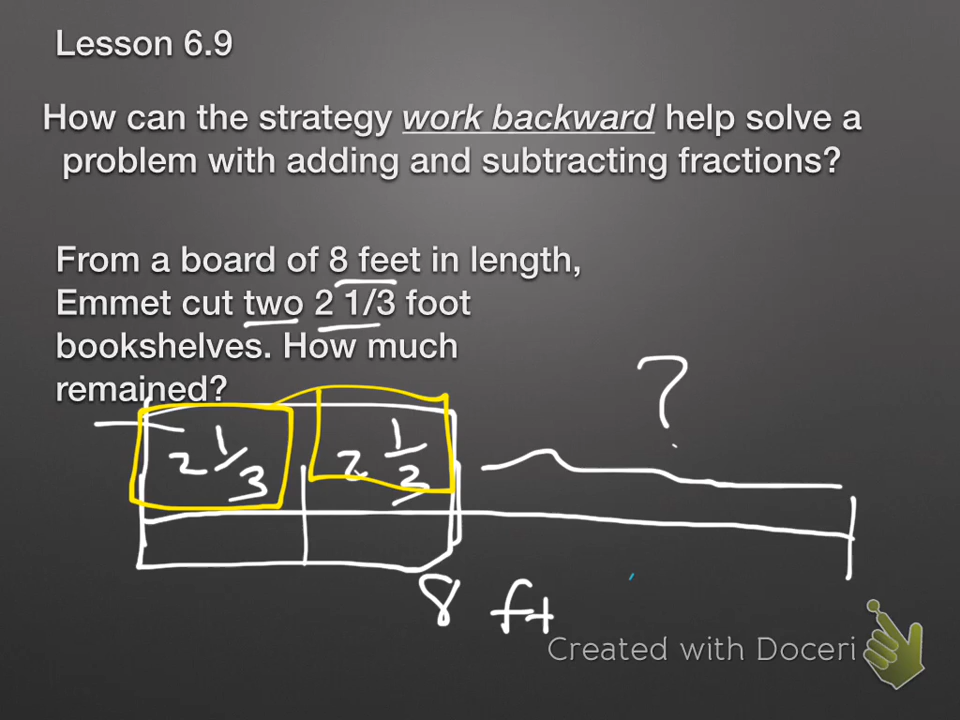 Lesson 6.9
How can the strategy work backward help solve a
problem with adding and subtracting fractions?
From a board of 8 feet in length,
Emmet cut two 2 1/3 foot
bookshelves. How much
remained?
?
2 1/3 2 1/3
8 ft
Created with Doceri